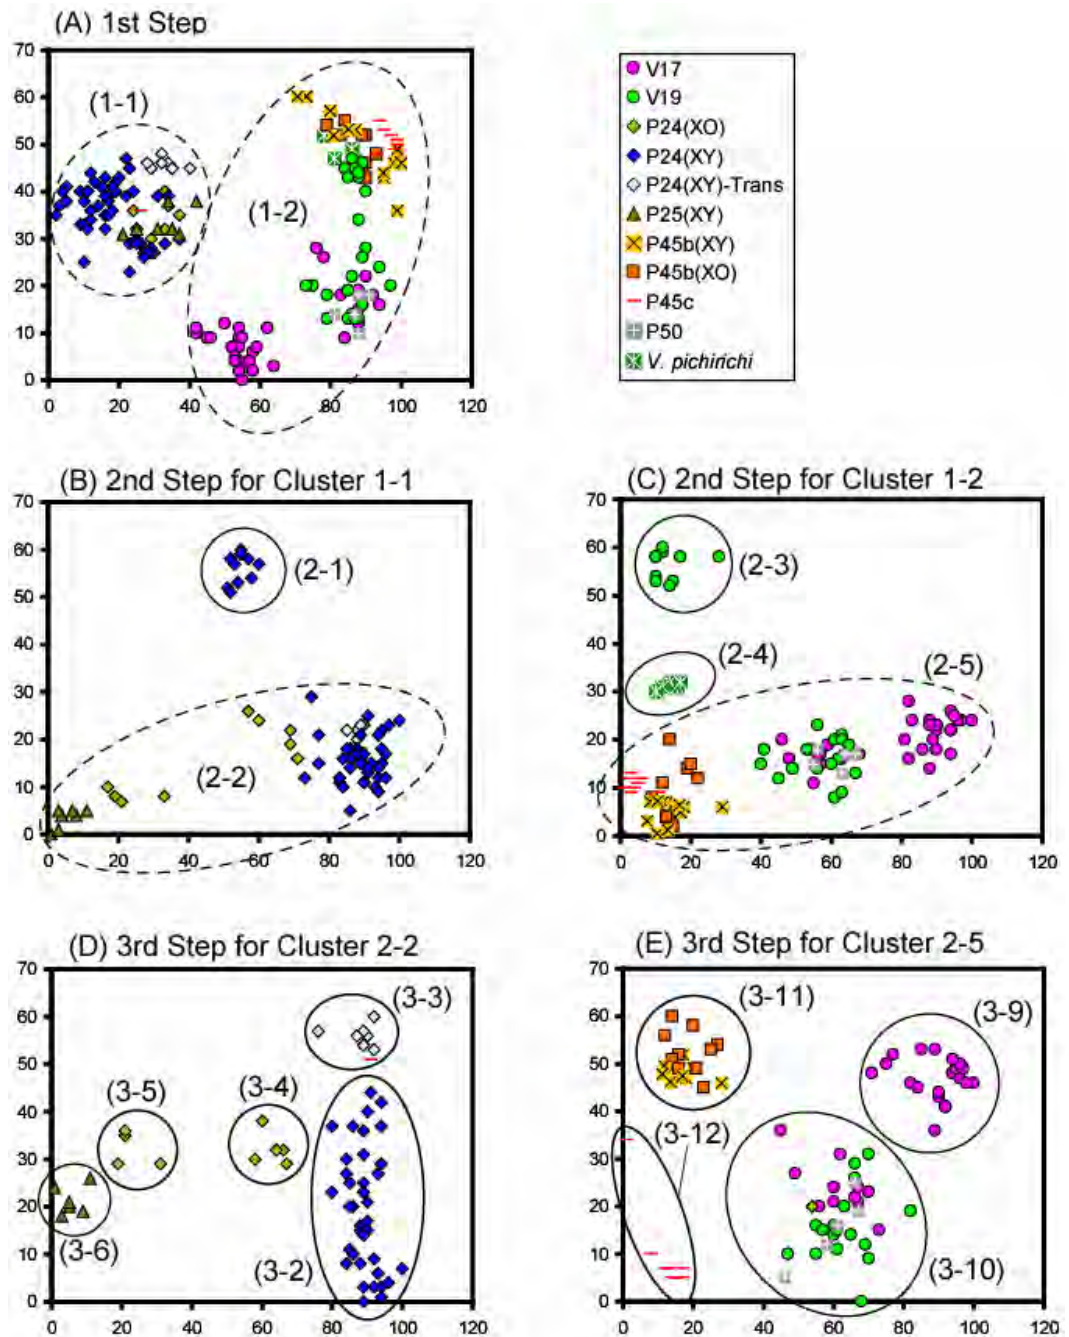 (A) 1st Step
70
60
50
40
30
20
10
0
0 20 40 60 80 100 120
(1-1)
(1-2)
V17
V19
P24(XO)
P24(XY)
P24(XY)-Trans
P25(XY)
P45b(XY)
P45b(XO)
P45c
P50
V. pichirichi
(B) 2nd Step for Cluster 1-1
70
60
50
40
30
20
10
0
0 20 40 60 80 100 120
(2-1)
(2-2)
(C) 2nd Step for Cluster 1-2
70
60
50
40
30
20
10
0
0 20 40 60 80 100 120
(2-3)
(2-4)
(2-5)
(D) 3rd Step for Cluster 2-2
70
60
50
40
30
20
10
0
0 20 40 60 80 100 120
(3-3)
(3-5)
(3-4)
(3-6)
(3-2)
(E) 3rd Step for Cluster 2-5
70
60
50
40
30
20
10
0
0 20 40 60 80 100 120
(3-11)
(3-9)
(3-12)
(3-10)